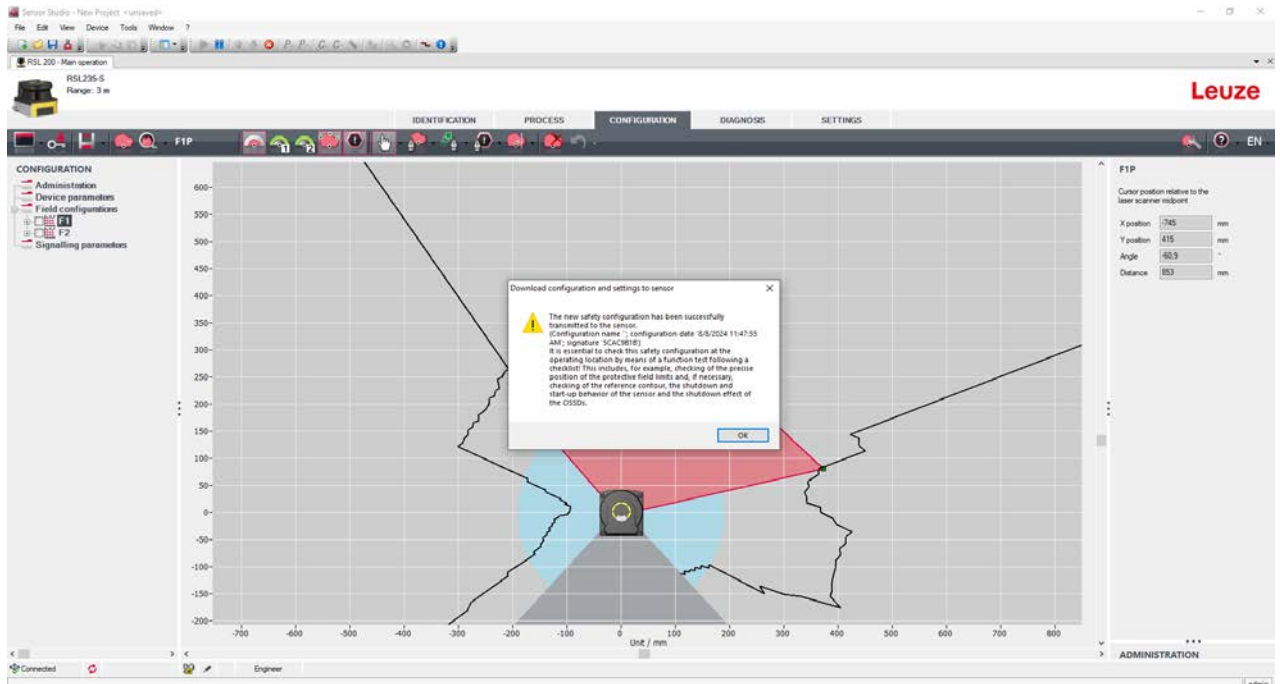 Sensor Studio - New Project <unsaved>
File Edit View Device Tools Window ?
RSL 200 - Main operation
RSL235-S
Range: 3 m
Leuze
IDENTIFICATION PROCESS CONFIGURATION DIAGNOSIS SETTINGS
F1P
EN
CONFIGURATION
Administration
Device parameters
Field configurations
F1
F2
Signalling parameters
600
550
500
450
400
350
300
250
200
150
100
50
0
-50
-100
-150
-200
-700 -600 -500 -400 -300 -200 -100 0 100 200 300 400 500 600 700 800
Unit / mm
Download configuration and settings to sensor
The new safety configuration has been successfully
transmitted to the sensor.
(Configuration name ''; configuration date '8/8/2024 11:47:55
AM'; signature '5CAC9B1B')
It is essential to check this safety configuration at the
operating location by means of a function test following a
checklist! This includes, for example, checking of the precise
position of the protective field limits and, if necessary,
checking of the reference contour, the shutdown and
start-up behavior of the sensor and the shutdown effect of
the OSSDs.
OK
F1P
Cursor position relative to the
laser scanner midpoint
X position -745 mm
Y position 415 mm
Angle -60,9 °
Distance 853 mm
ADMINISTRATION
Connected
Engineer
admin